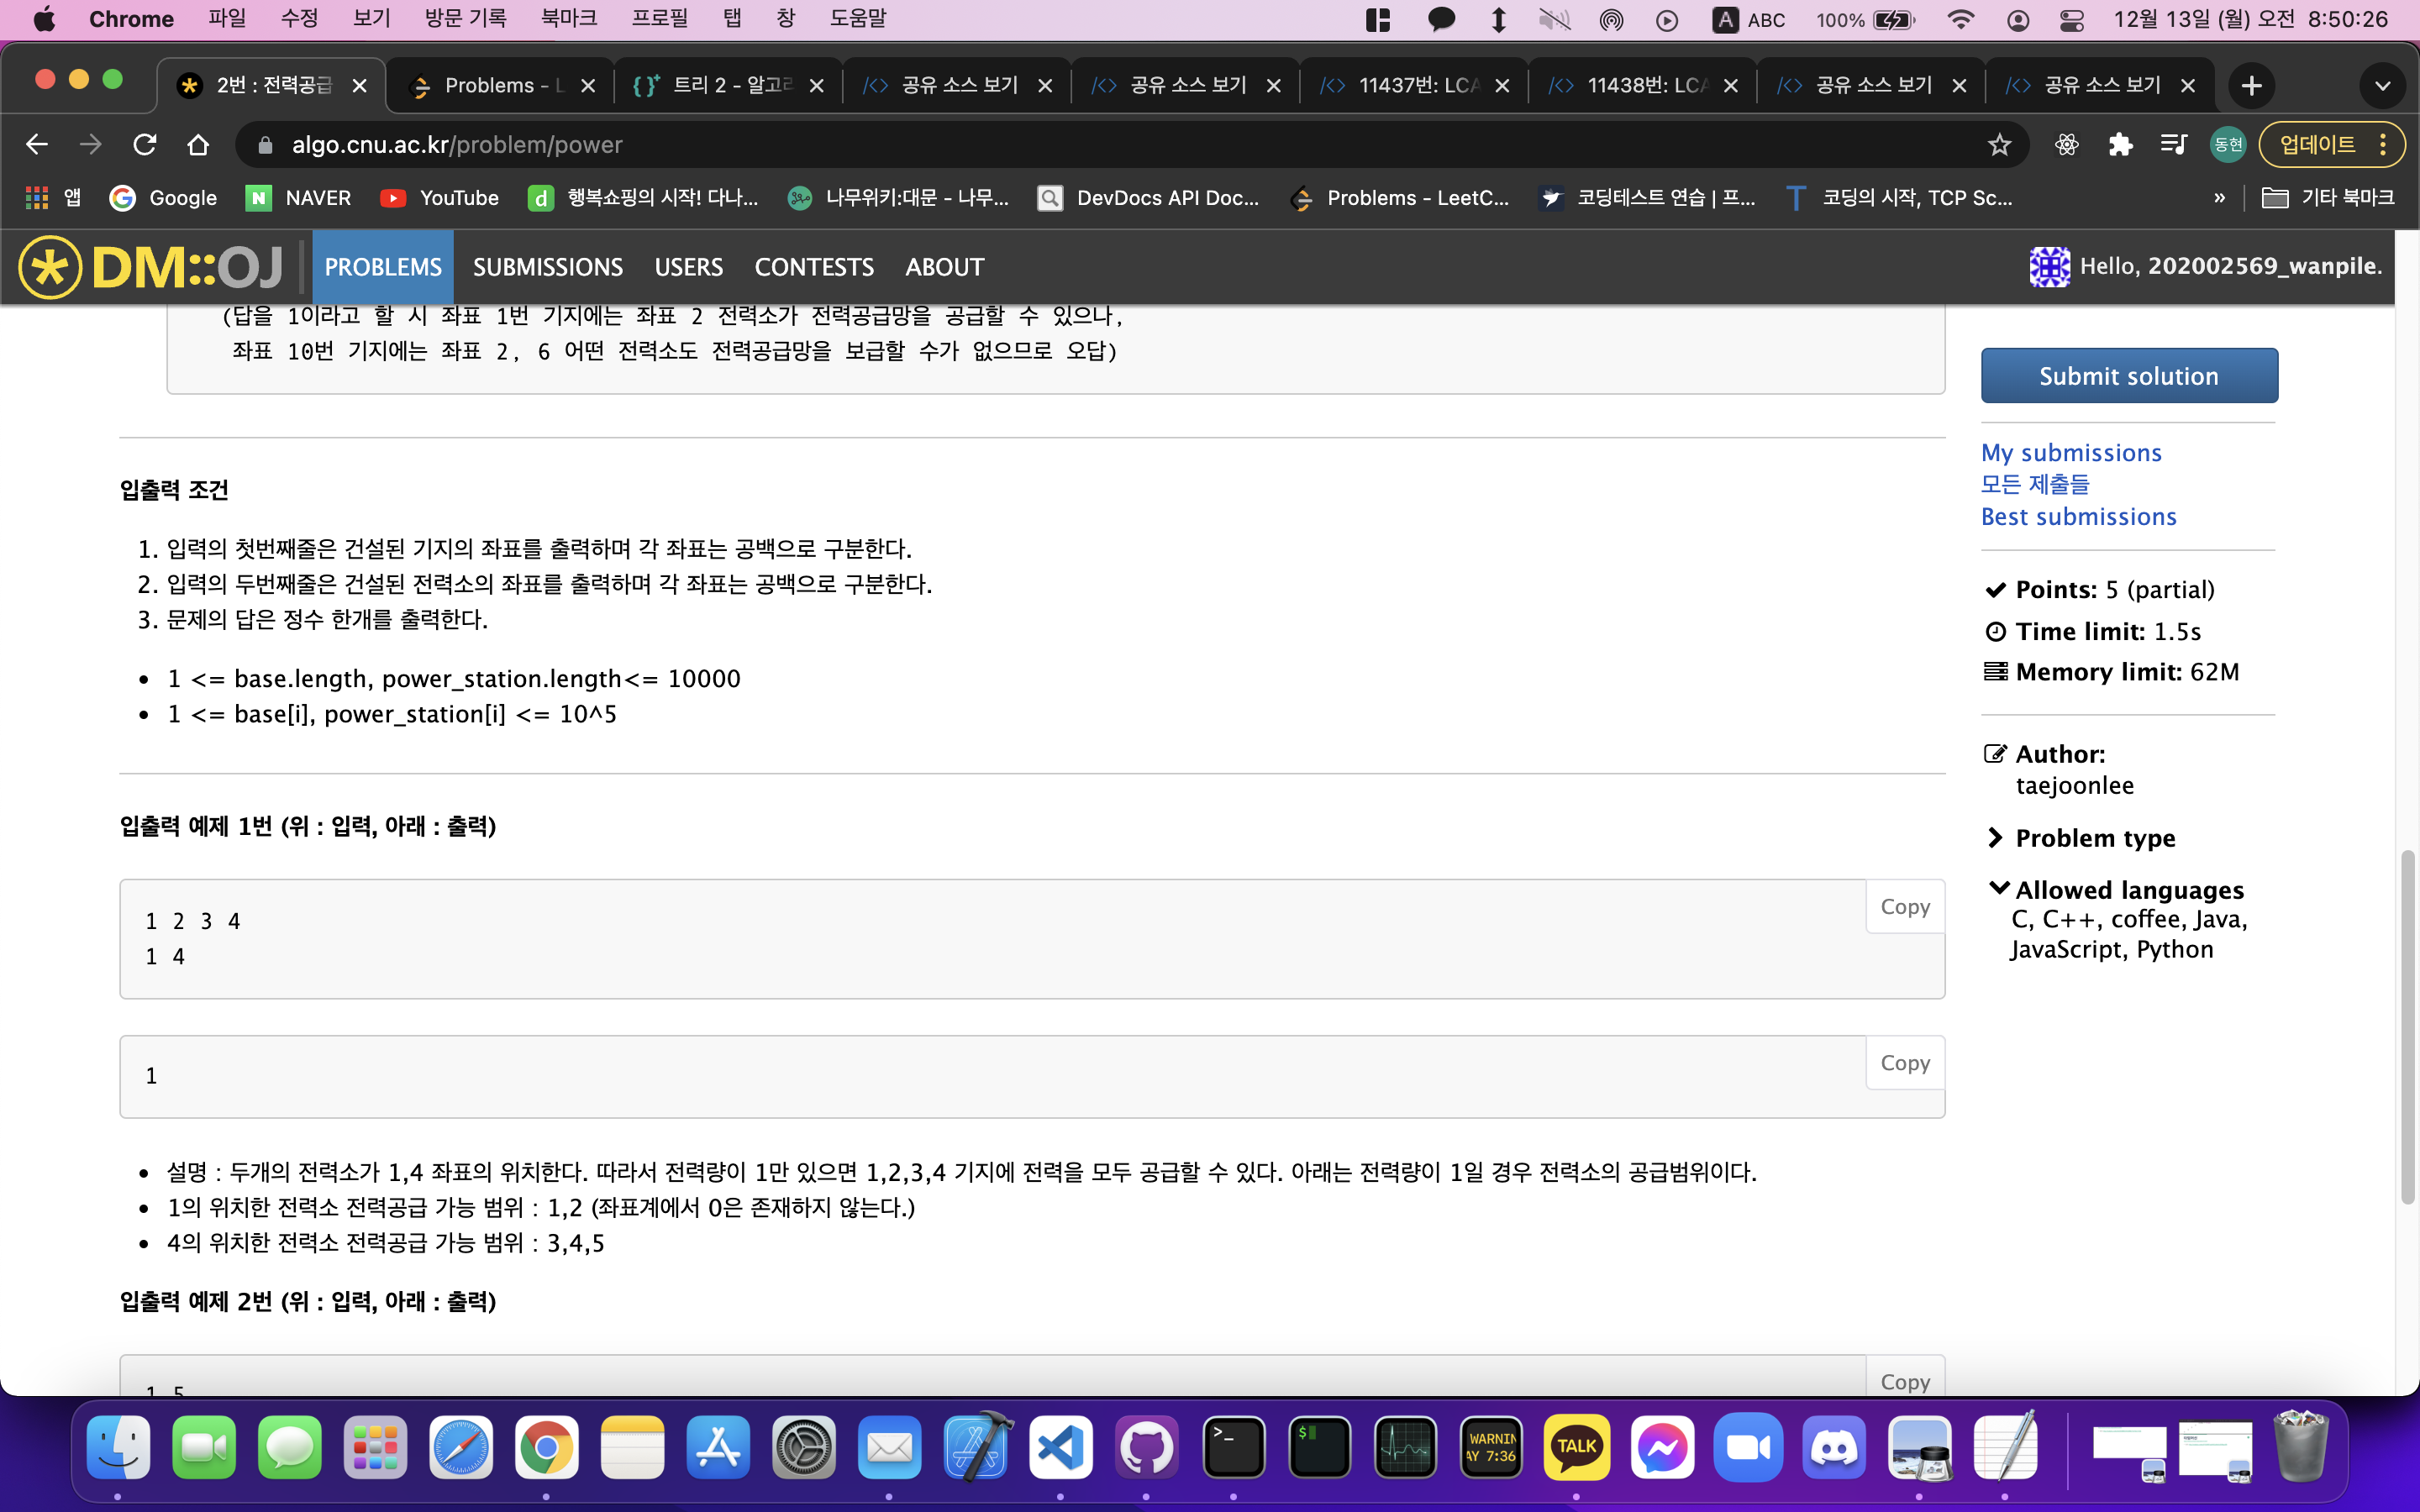 Chrome 파일 수정 보기 방문 기록 북마크 프로필 탭 창 도움말 A ABC 100% 12월 13일 (월) 오전 8:50:26
2번 : 전력공급 Problems - L 트리 2 - 알고리 공유 소스 보기 공유 소스 보기 11437번: LCA 11438번: LCA 공유 소스 보기 공유 소스 보기
algo.cnu.ac.kr/problem/power 동현 업데이트
앱 Google NAVER YouTube 행복쇼핑의 시작! 다나... 나무위키:대문 - 나무... DevDocs API Doc... Problems - LeetC... 코딩테스트 연습 | 프... 코딩의 시작, TCP Sc... » 기타 북마크
DM::OJ PROBLEMS SUBMISSIONS USERS CONTESTS ABOUT Hello, 202002569_wanpile.
(답을 1이라고 할 시 좌표 1번 기지에는 좌표 2 전력소가 전력공급망을 공급할 수 있으나,
좌표 10번 기지에는 좌표 2, 6 어떤 전력소도 전력공급망을 보급할 수가 없으므로 오답)
입출력 조건
1. 입력의 첫번째줄은 건설된 기지의 좌표를 출력하며 각 좌표는 공백으로 구분한다.
2. 입력의 두번째줄은 건설된 전력소의 좌표를 출력하며 각 좌표는 공백으로 구분한다.
3. 문제의 답은 정수 한개를 출력한다.
• 1 <= base.length, power_station.length<= 10000
• 1 <= base[i], power_station[i] <= 10^5
입출력 예제 1번 (위 : 입력, 아래 : 출력)
Copy
1 2 3 4
1 4
Copy
1
• 설명 : 두개의 전력소가 1,4 좌표의 위치한다. 따라서 전력량이 1만 있으면 1,2,3,4 기지에 전력을 모두 공급할 수 있다. 아래는 전력량이 1일 경우 전력소의 공급범위이다.
• 1의 위치한 전력소 전력공급 가능 범위 : 1,2 (좌표계에서 0은 존재하지 않는다.)
• 4의 위치한 전력소 전력공급 가능 범위 : 3,4,5
입출력 예제 2번 (위 : 입력, 아래 : 출력)
Copy
1 5
Submit solution
My submissions
모든 제출들
Best submissions
Points: 5 (partial)
Time limit: 1.5s
Memory limit: 62M
Author:
taejoonlee
Problem type
Allowed languages
C, C++, coffee, Java,
JavaScript, Python
WARNIN
AY 7:36
TALK